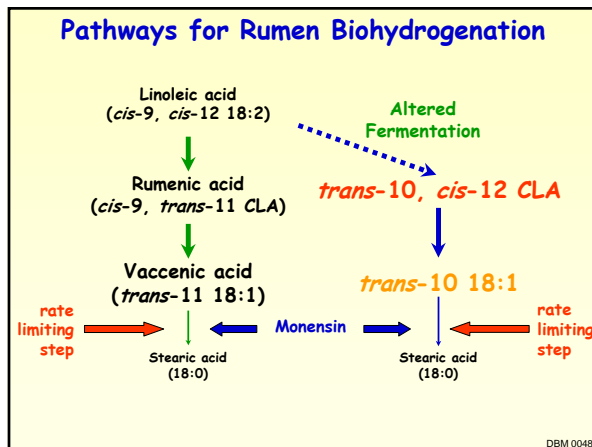 Pathways for Rumen Biohydrogenation
Linoleic acid
(cis-9, cis-12 18:2)
Altered
Fermentation
Rumenic acid
(cis-9, trans-11 CLA)
trans-10, cis-12 CLA
Vaccenic acid
(trans-11 18:1)
trans-10 18:1
rate
limiting
step
Monensin
rate
limiting
step
Stearic acid
(18:0)
Stearic acid
(18:0)
DBM 0048